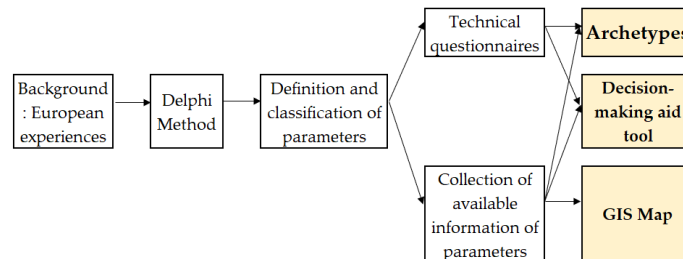 Background
: European
experiences
Delphi
Method
Definition and
classification of
parameters
Technical
questionnaires
Collection of
available
information of
parameters
Archetypes
Decision-
making aid
tool
GIS Map